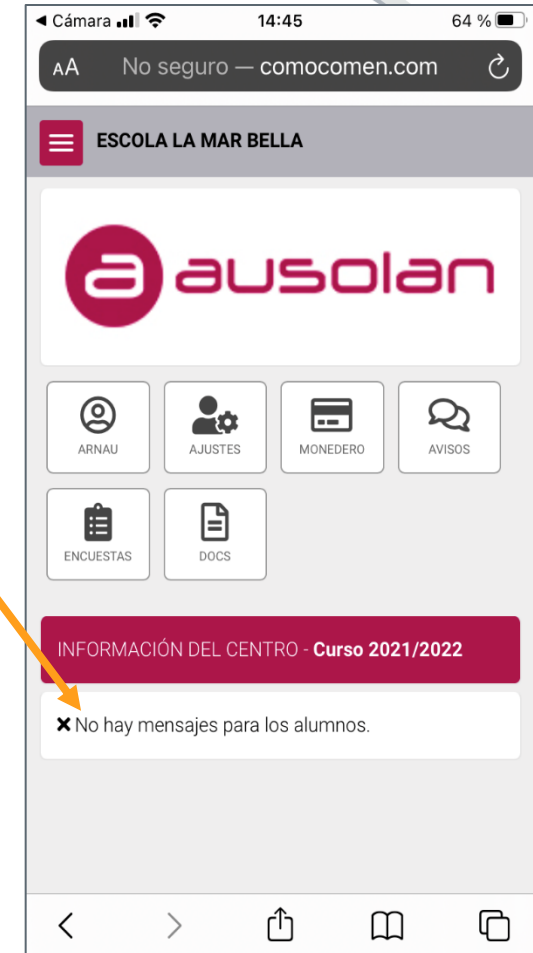 Cámara 14:45 64 %
AA No seguro — comocomen.com
ESCOLA LA MAR BELLA
a ausolan
ARNAU AJUSTES MONEDERO AVISOS
ENCUESTAS DOCS
INFORMACIÓN DEL CENTRO - Curso 2021/2022
No hay mensajes para los alumnos.